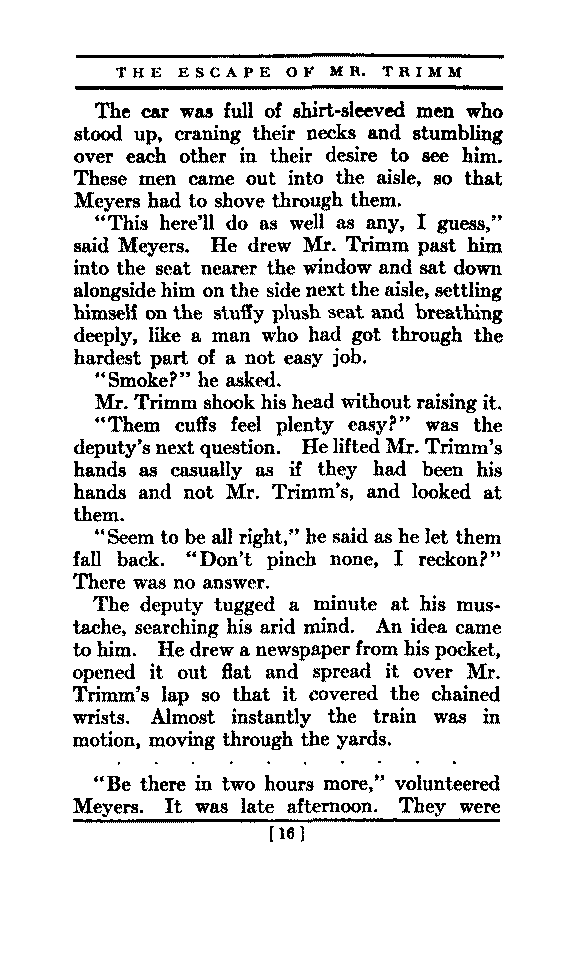 THE ESCAPE OF MR. TRIMM
The car was full of shirt-sleeved men who
stood up, craning their necks and stumbling
over each other in their desire to see him.
These men came out into the aisle, so that
Meyers had to shove through them.
"This here'll do as well as any, I guess,"
said Meyers. He drew Mr. Trimm past him
into the seat nearer the window and sat down
alongside him on the side next the aisle, settling
himself on the stuffy plush seat and breathing
deeply, like a man who had got through the
hardest part of a not easy job.
"Smoke?" he asked.
Mr. Trimm shook his head without raising it.
"Them cuffs feel plenty easy?" was the
deputy's next question. He lifted Mr. Trimm's
hands as casually as if they had been his
hands and not Mr. Trimm's, and looked at
them.
"Seem to be all right," he said as he let them
fall back. "Don't pinch none, I reckon?"
There was no answer.
The deputy tugged a minute at his mus-
tache, searching his arid mind. An idea came
to him. He drew a newspaper from his pocket,
opened it out flat and spread it over Mr.
Trimm's lap so that it covered the chained
wrists. Almost instantly the train was in
motion, moving through the yards.
. . . . . . . . . .
"Be there in two hours more," volunteered
Meyers. It was late afternoon. They were
[16]